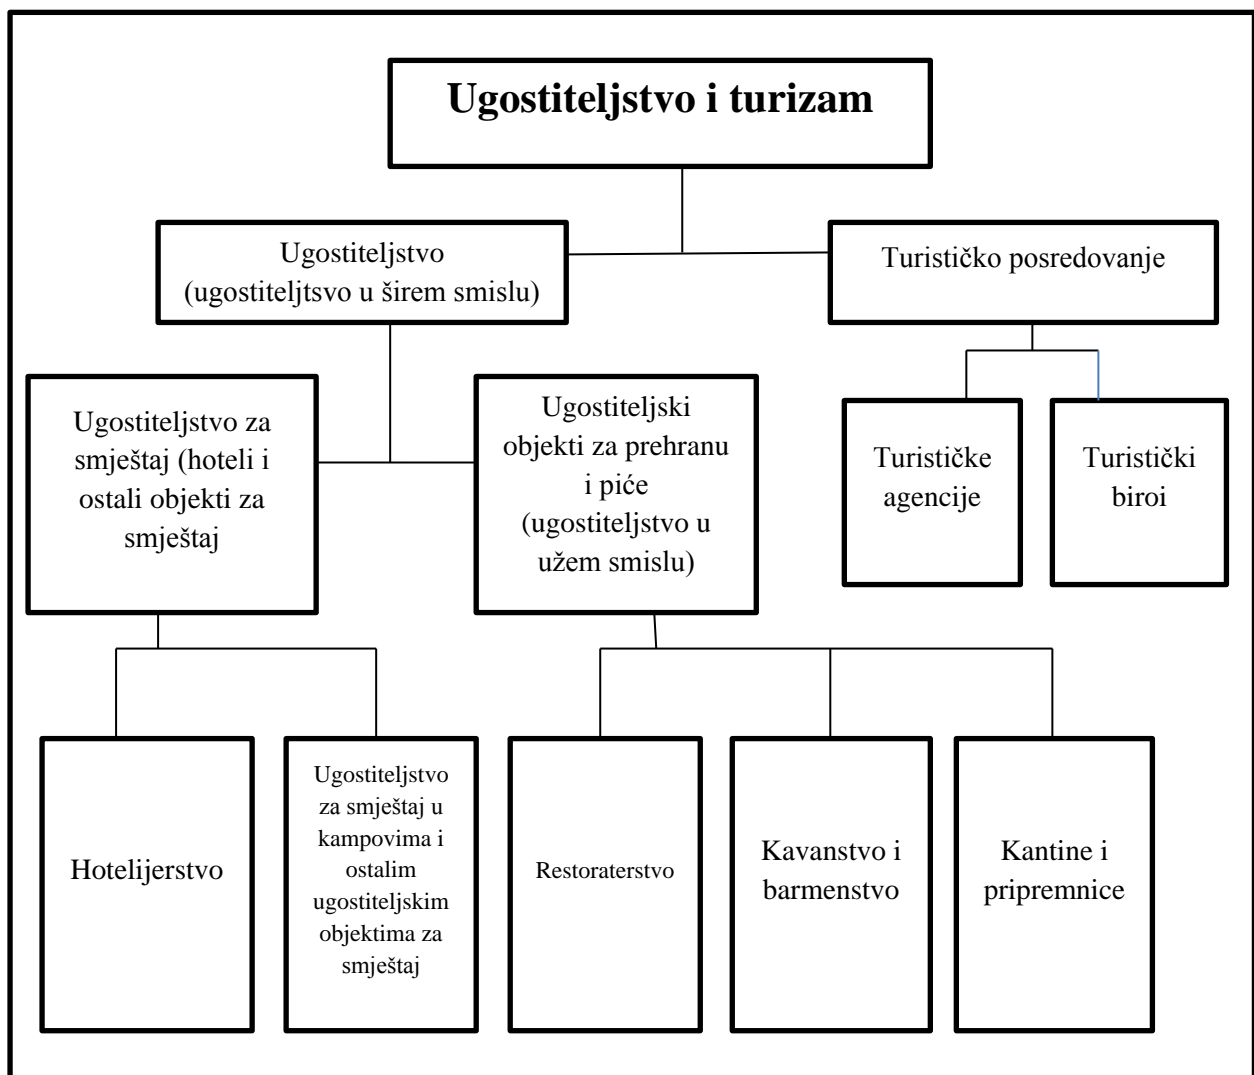 Ugostiteljstvo i turizam
Ugostiteljstvo
(ugostiteljtsvo u širem smislu)
Turističko posredovanje
Ugostiteljstvo za
smještaj (hoteli i
ostali objekti za
smještaj
Ugostiteljski
objekti za prehranu
i piće
(ugostiteljstvo u
užem smislu)
Turističke
agencije
Turistički
biroi
Hotelijerstvo
Ugostiteljstvo
za smještaj u
kampovima i
ostalim
ugostiteljskim
objektima za
smještaj
Restoraterstvo
Kavanstvo i
barmenstvo
Kantine i
pripremnice